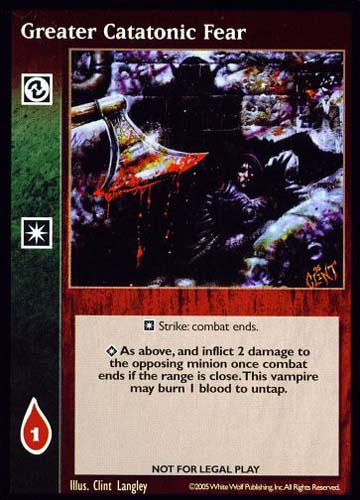 Greater Catatonic Fear
Strike: combat ends.
As above, and inflict 2 damage to
the opposing minion once combat
ends if the range is close. This vampire
may burn 1 blood to untap.
1
NOT FOR LEGAL PLAY
Illus. Clint Langley
©2005 White Wolf Publishing, Inc. All Rights Reserved.